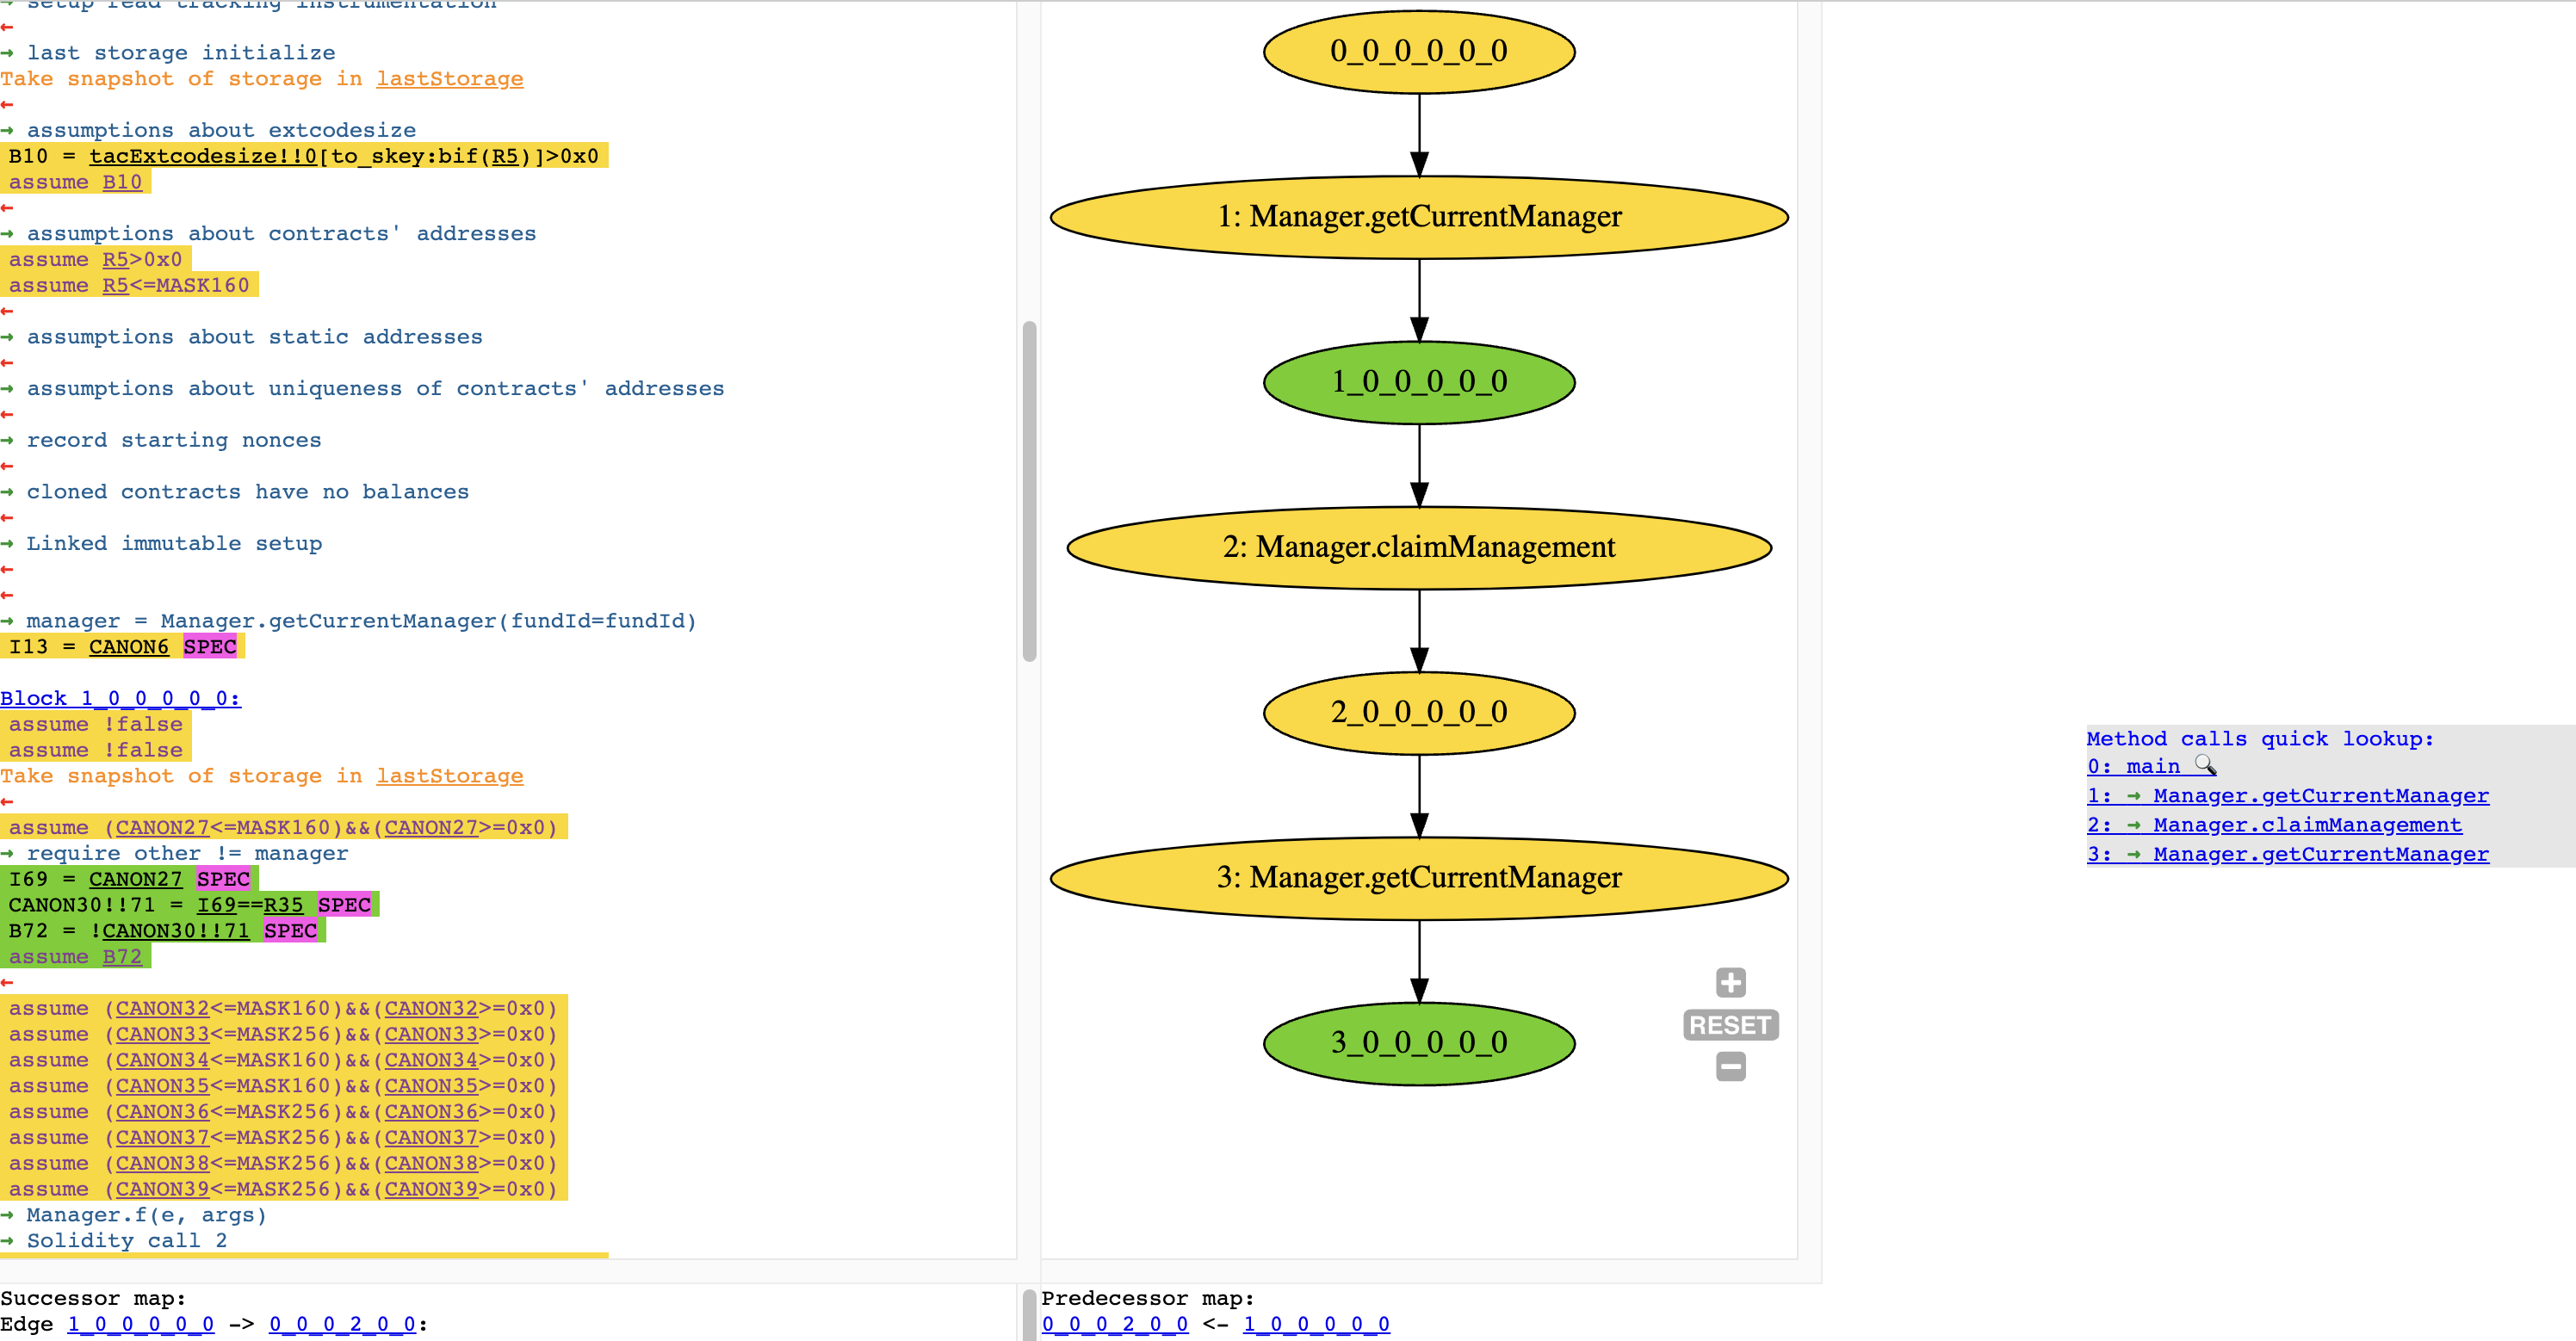 → setup read tracking instrumentation
←
→ last storage initialize
Take snapshot of storage in lastStorage
←
→ assumptions about extcodesize
B10 = tacExtcodesize!!0[to_skey:bif(R5)]>0x0
assume B10
←
→ assumptions about contracts' addresses
assume R5>0x0
assume R5<=MASK160
←
→ assumptions about static addresses
←
→ assumptions about uniqueness of contracts' addresses
←
→ record starting nonces
←
→ cloned contracts have no balances
←
→ Linked immutable setup
←
←
→ manager = Manager.getCurrentManager(fundId=fundId)
I13 = CANON6 SPEC
Block 1_0_0_0_0_0:
assume !false
assume !false
Take snapshot of storage in lastStorage
←
assume (CANON27<=MASK160)&&(CANON27>=0x0)
→ require other != manager
I69 = CANON27 SPEC
CANON30!!71 = I69==R35 SPEC
B72 = !CANON30!!71 SPEC
assume B72
←
assume (CANON32<=MASK160)&&(CANON32>=0x0)
assume (CANON33<=MASK256)&&(CANON33>=0x0)
assume (CANON34<=MASK160)&&(CANON34>=0x0)
assume (CANON35<=MASK160)&&(CANON35>=0x0)
assume (CANON36<=MASK256)&&(CANON36>=0x0)
assume (CANON37<=MASK256)&&(CANON37>=0x0)
assume (CANON38<=MASK256)&&(CANON38>=0x0)
assume (CANON39<=MASK256)&&(CANON39>=0x0)
→ Manager.f(e, args)
→ Solidity call 2
Successor map:
Edge 1_0_0_0_0_0 -> 0_0_0_2_0_0:
0_0_0_0_0_0
1: Manager.getCurrentManager
1_0_0_0_0_0
2: Manager.claimManagement
2_0_0_0_0_0
3: Manager.getCurrentManager
3_0_0_0_0_0
+
RESET
−
Predecessor map:
0_0_0_2_0_0 <- 1_0_0_0_0_0
Method calls quick lookup:
0: main 🔍
1: → Manager.getCurrentManager
2: → Manager.claimManagement
3: → Manager.getCurrentManager